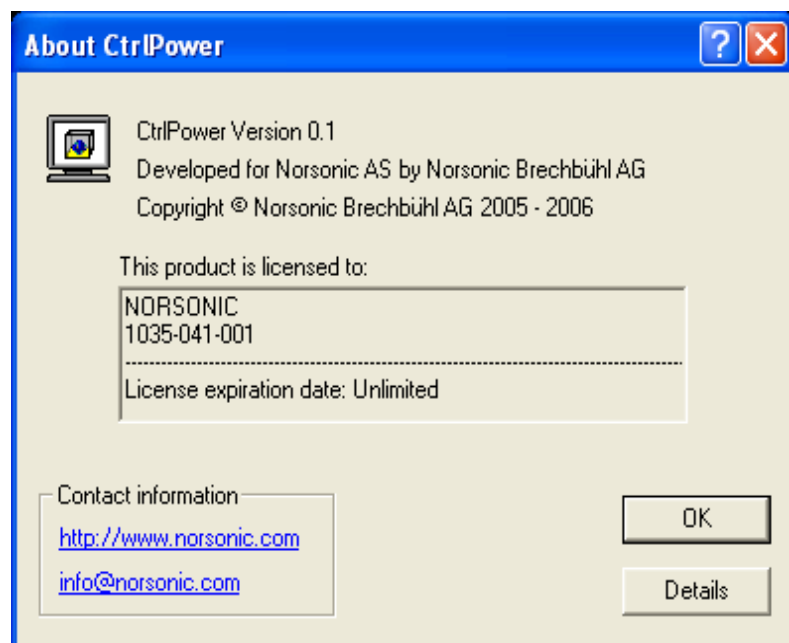 About CtrlPower
CtrlPower Version 0.1
Developed for Norsonic AS by Norsonic Brechbühl AG
Copyright © Norsonic Brechbühl AG 2005 - 2006
This product is licensed to:
NORSONIC
1035-041-001
License expiration date: Unlimited
Contact information
http://www.norsonic.com
info@norsonic.com
OK
Details